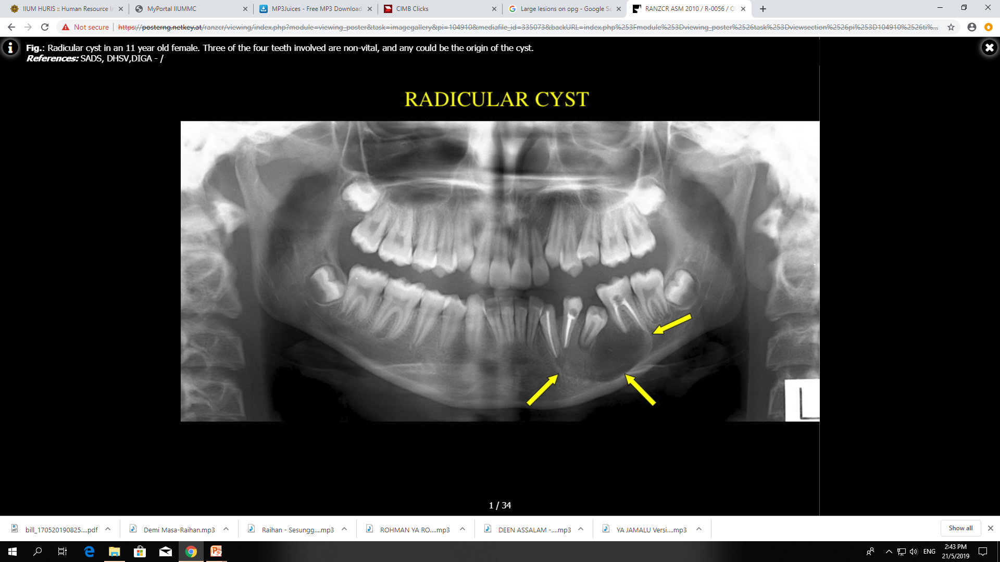 IIUM HURIS :: Human Resource In
MyPortal IIUMMC
MP3Juices - Free MP3 Download
CIMB Clicks
Large lesions on opg - Google Se
RANZCR ASM 2010 / R-0056 / O
Not secure
https://posterng.netkey.at/ranzcr/viewing/index.php?module=viewing_poster&task=imagegallery&pi=104910&mediafile_id=335073&backURL=index.php%253Fmodule%253Dviewing_poster%2526task%253Dviewsection%2526pi%253D104910%2526ti%...
Fig.: Radicular cyst in an 11 year old female. Three of the four teeth involved are non-vital, and any could be the origin of the cyst.
References: SADS, DHSV,DIGA - /
RADICULAR CYST
L
1 / 34
bill_170520190825....pdf
Demi Masa-Raihan.mp3
Raihan - Sesungg....mp3
ROHMAN YA RO....mp3
DEEN ASSALAM -....mp3
YA JAMALU Versi....mp3
Show all
ENG
2:43 PM
21/5/2019